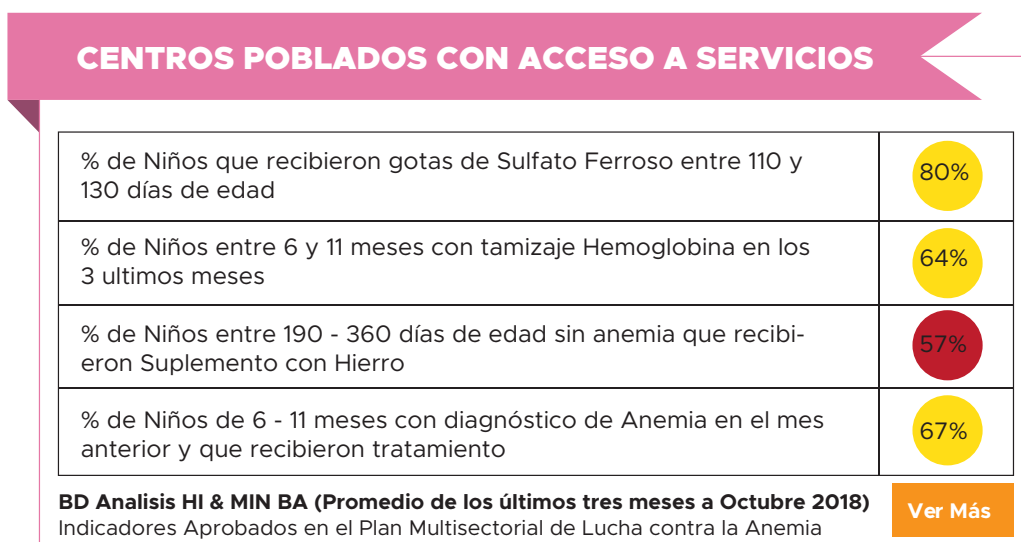 CENTROS POBLADOS CON ACCESO A SERVICIOS
% de Niños que recibieron gotas de Sulfato Ferroso entre 110 y
130 días de edad
80%
% de Niños entre 6 y 11 meses con tamizaje Hemoglobina en los
3 ultimos meses
64%
% de Niños entre 190 - 360 días de edad sin anemia que recibi-
eron Suplemento con Hierro
57%
% de Niños de 6 - 11 meses con diagnóstico de Anemia en el mes
anterior y que recibieron tratamiento
67%
BD Analisis HI & MIN BA (Promedio de los últimos tres meses a Octubre 2018)
Indicadores Aprobados en el Plan Multisectorial de Lucha contra la Anemia
Ver Más